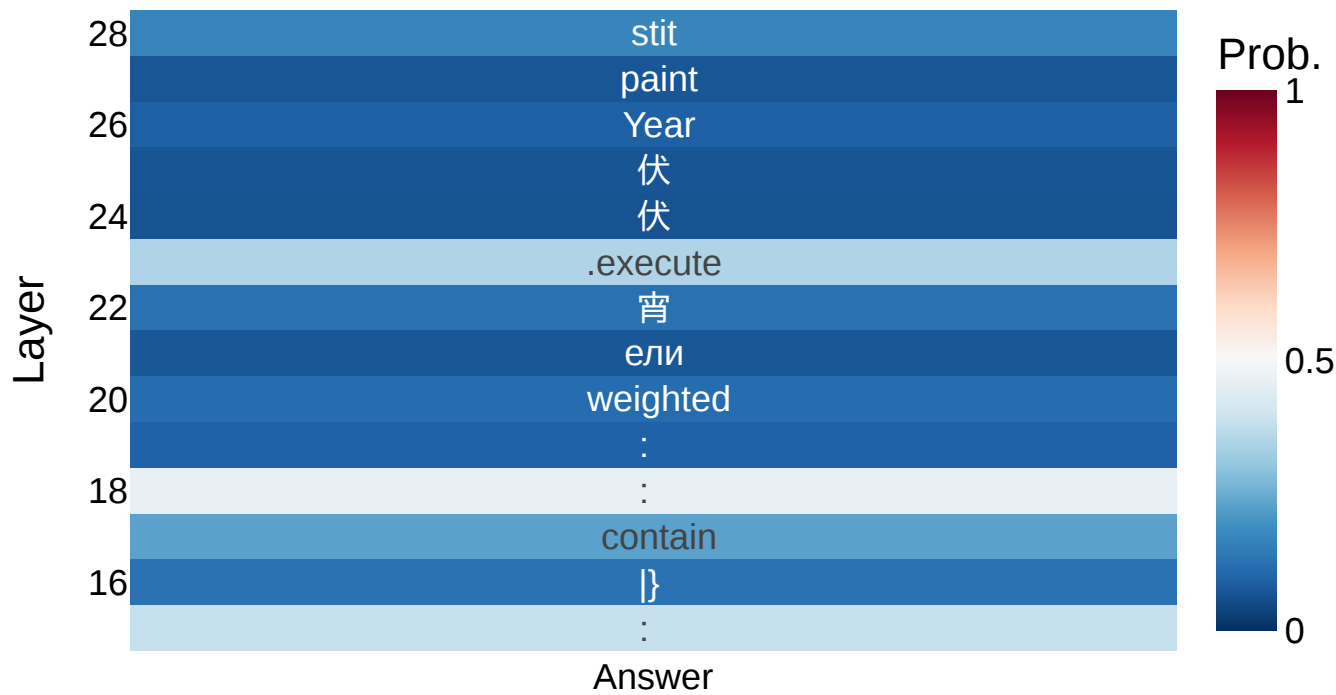 28 stit
paint
26 Year
伏
24 伏
.execute
22 宵
ели
20 weighted
:
18 :
contain
16 |}
:
Answer
Layer
Prob.
1
0.5
0